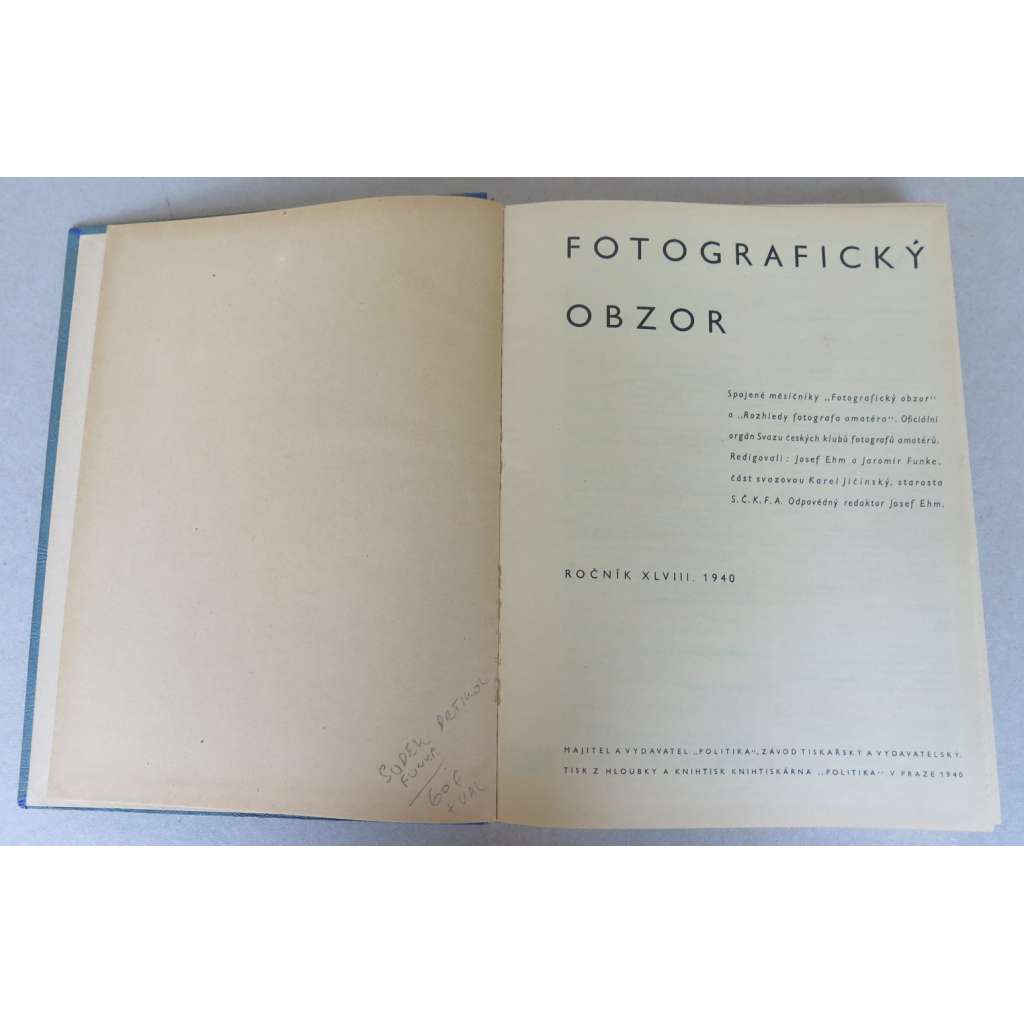 SUDEK DRTIKOL
FUNKE
60€
FOTOGRAFICKÝ
OBZOR
Spojené měsíčníky „Fotografický obzor"
a „Rozhledy fotografa amatéra". Oficiální
orgán Svazu českých klubů fotografů amatérů.
Redigovali: Josef Ehm a Jaromír Funke,
část svazovou Karel Jičínský, starosta
S.Č.K.F.A. Odpovědný redaktor Josef Ehm.
ROČNÍK XLVIII. 1940
MAJITEL A VYDAVATEL „POLITIKA", ZÁVOD TISKAŘSKÝ A VYDAVATELSKÝ.
TISK Z HLOUBKY A KNIHTISK KNIHTISKÁRNA „POLITIKA" V PRAZE 1940